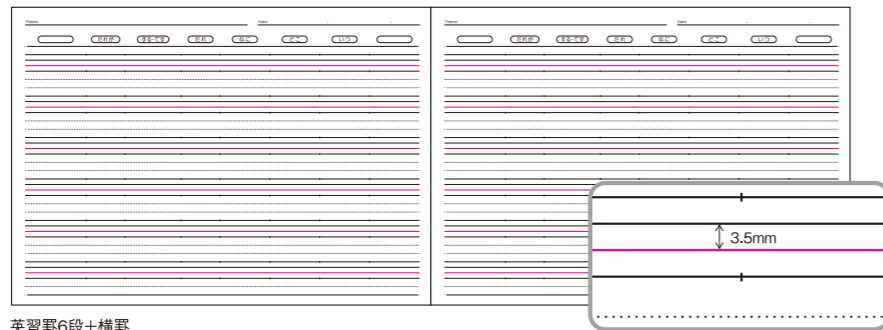 Theme: Date: . . Theme: Date: . .
だれが する・です だれ なに どこ いつ だれが する・です だれ なに どこ いつ
3.5mm
英習罫6段+横罫